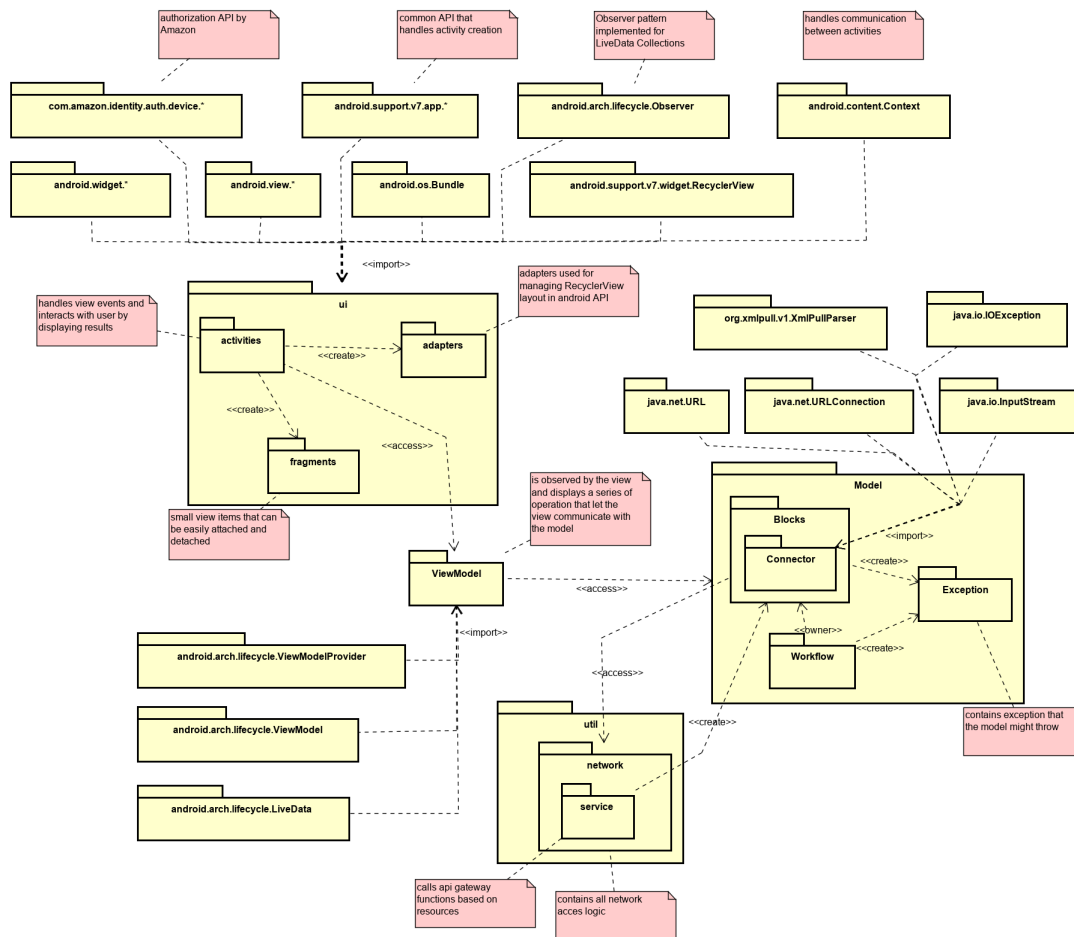 authorization API by
Amazon
common API that
handles activity creation
Observer pattern
implemented for
LiveData Collections
handles communication
between activities
com.amazon.identity.auth.device.*
android.support.v7.app.*
android.arch.lifecycle.Observer
android.content.Context
android.widget.*
android.view.*
android.os.Bundle
android.support.v7.widget.RecyclerView
<<import>>
handles view events and
interacts with user by
displaying results
ui
adapters used for
managing RecyclerView
layout in android API
activities
adapters
<<create>>
<<create>>
<<access>>
fragments
small view items that can
be easily attached and
detached
org.xmlpull.v1.XmlPullParser
java.io.IOException
java.net.URL
java.net.URLConnection
java.io.InputStream
is observed by the view
and displays a series of
operation that let the
view communicate with
the model
Model
Blocks
Connector
<<import>>
<<create>>
Exception
<<owner>>
<<create>>
Workflow
ViewModel
<<access>>
<<import>>
android.arch.lifecycle.ViewModelProvider
android.arch.lifecycle.ViewModel
android.arch.lifecycle.LiveData
<<access>>
<<create>>
contains exception that
the model might throw
util
network
service
calls api gateway
functions based on
resources
contains all network
acces logic